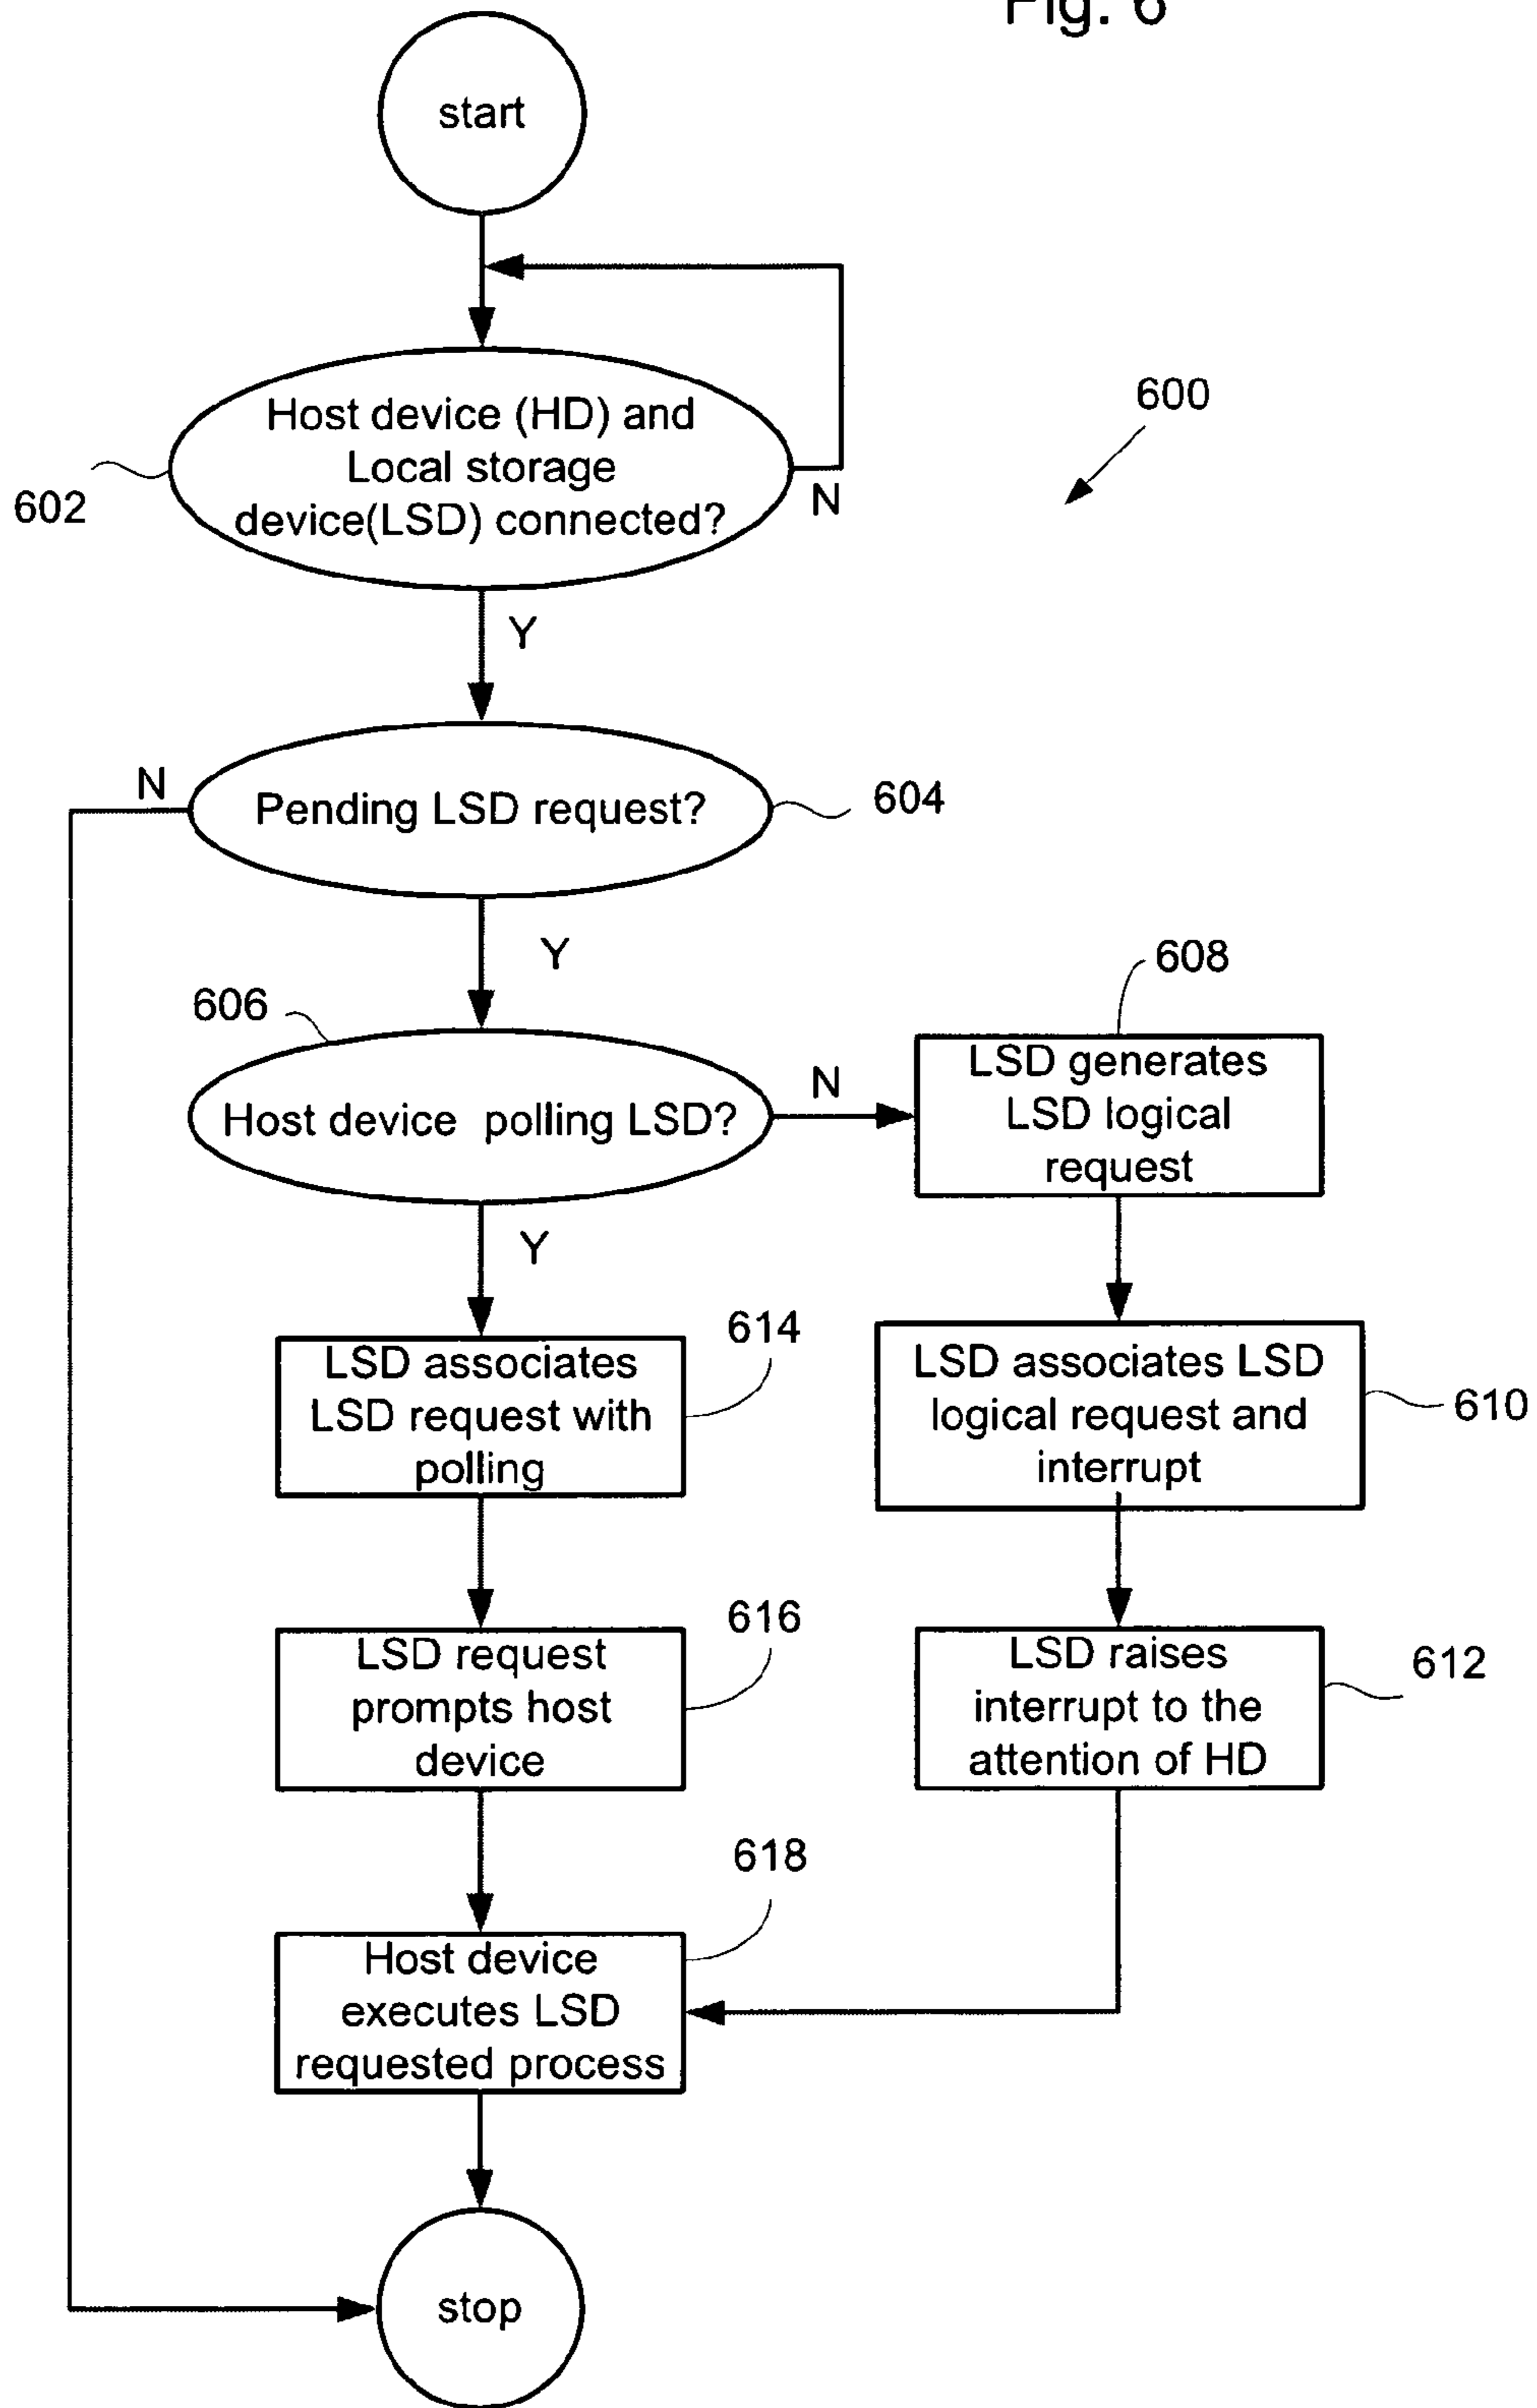 Fig. 6
start
Host device (HD) and
Local storage
device(LSD) connected?
602
N
600
Y
N
Pending LSD request?
604
Y
606
608
Host device polling LSD?
N
LSD generates
LSD logical
request
Y
614
LSD associates
LSD request with
polling
LSD associates LSD
logical request and
interrupt
610
616
LSD request
prompts host
device
LSD raises
interrupt to the
attention of HD
612
618
Host device
executes LSD
requested process
stop